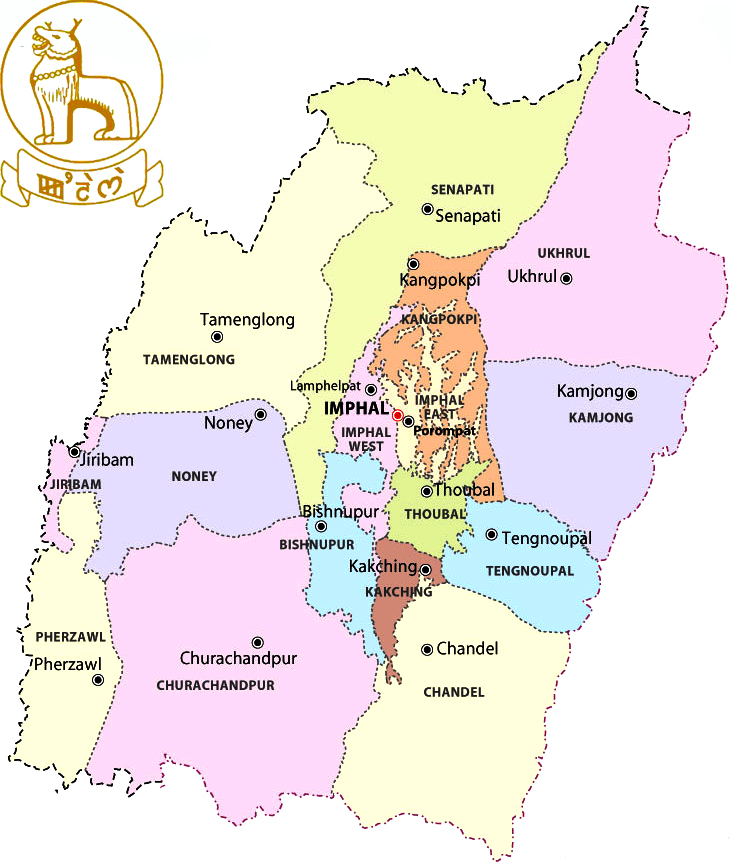 SENAPATI
Senapati
UKHRUL
Kangpokpi
Ukhrul
Tamenglong
KANGPOKPI
TAMENGLONG
Lamphelpat
Kamjong
IMPHAL
IMPHAL
EAST
KAMJONG
Noney
Porompat
IMPHAL
WEST
Jiribam
NONEY
JIRIBAM
Thoubal
Bishnupur
THOUBAL
Tengnoupal
BISHNUPUR
Kakching
TENGNOUPAL
KAKCHING
PHERZAWL
Pherzawl
Churachandpur
Chandel
CHURACHANDPUR
CHANDEL